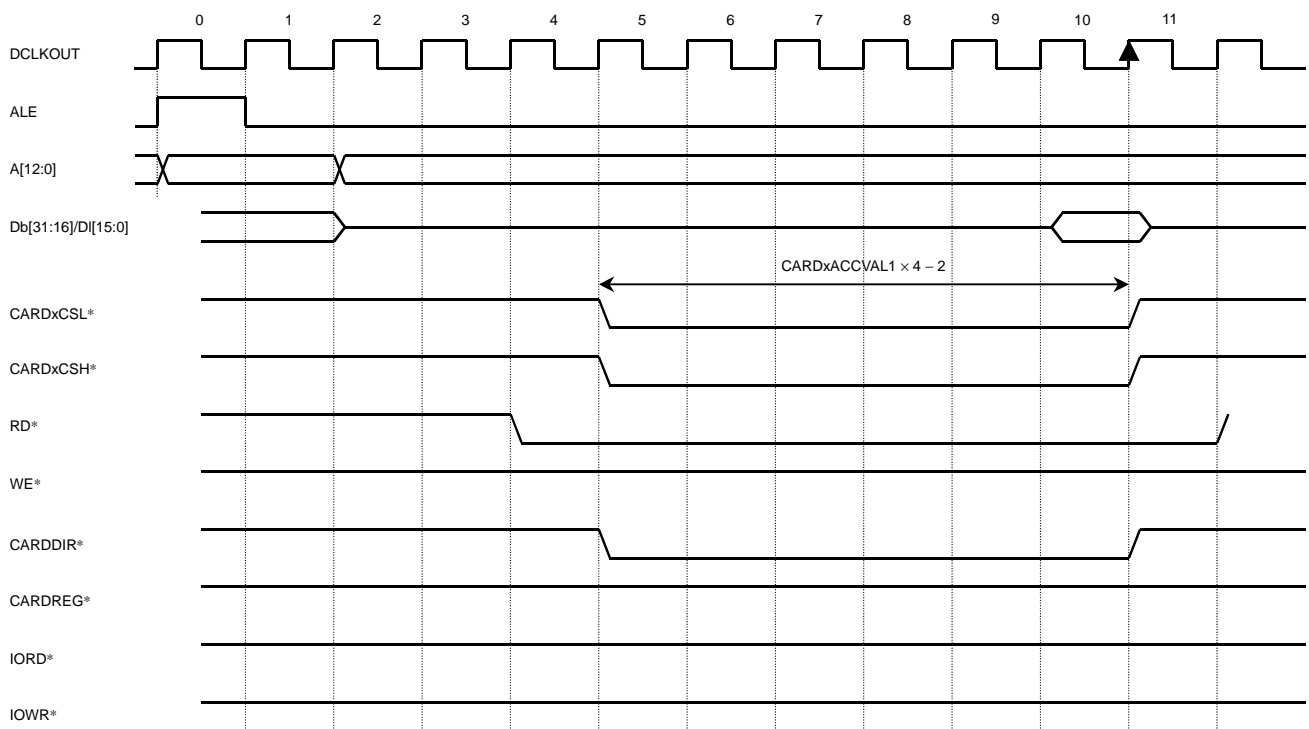 0 1 2 3 4 5 6 7 8 9 10 11
DCLKOUT
ALE
A[12:0]
Db[31:16]/Dl[15:0]
CARDxACCVAL1 × 4 – 2
CARDxCSL*
CARDxCSH*
RD*
WE*
CARDDIR*
CARDREG*
IORD*
IOWR*